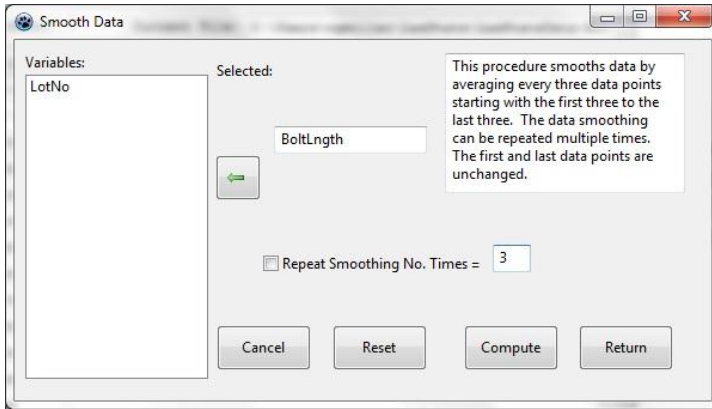 Smooth Data
Variables:
LotNo
Selected:
BoltLngth
This procedure smooths data by
averaging every three data points
starting with the first three to the
last three. The data smoothing
can be repeated multiple times.
The first and last data points are
unchanged.
Repeat Smoothing No. Times = 3
Cancel Reset Compute Return